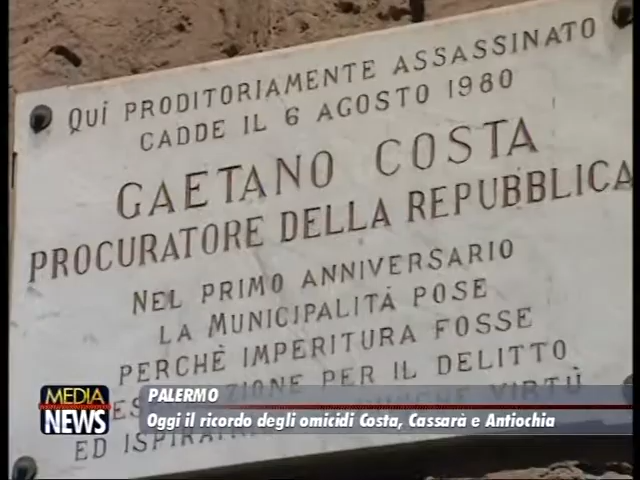 QUI PRODITORIAMENTE ASSASSINATO
CADDE IL 6 AGOSTO 1980
GAETANO COSTA
PROCURATORE DELLA REPUBBLICA
NEL PRIMO ANNIVERSARIO
LA MUNICIPALITÀ POSE
PERCHÈ IMPERITURA FOSSE
PER IL DELITTO
VIRTÙ
ED
MEDIA
NEWS
PALERMO
Oggi il ricordo degli omicidi Costa, Cassarà e Antiochia